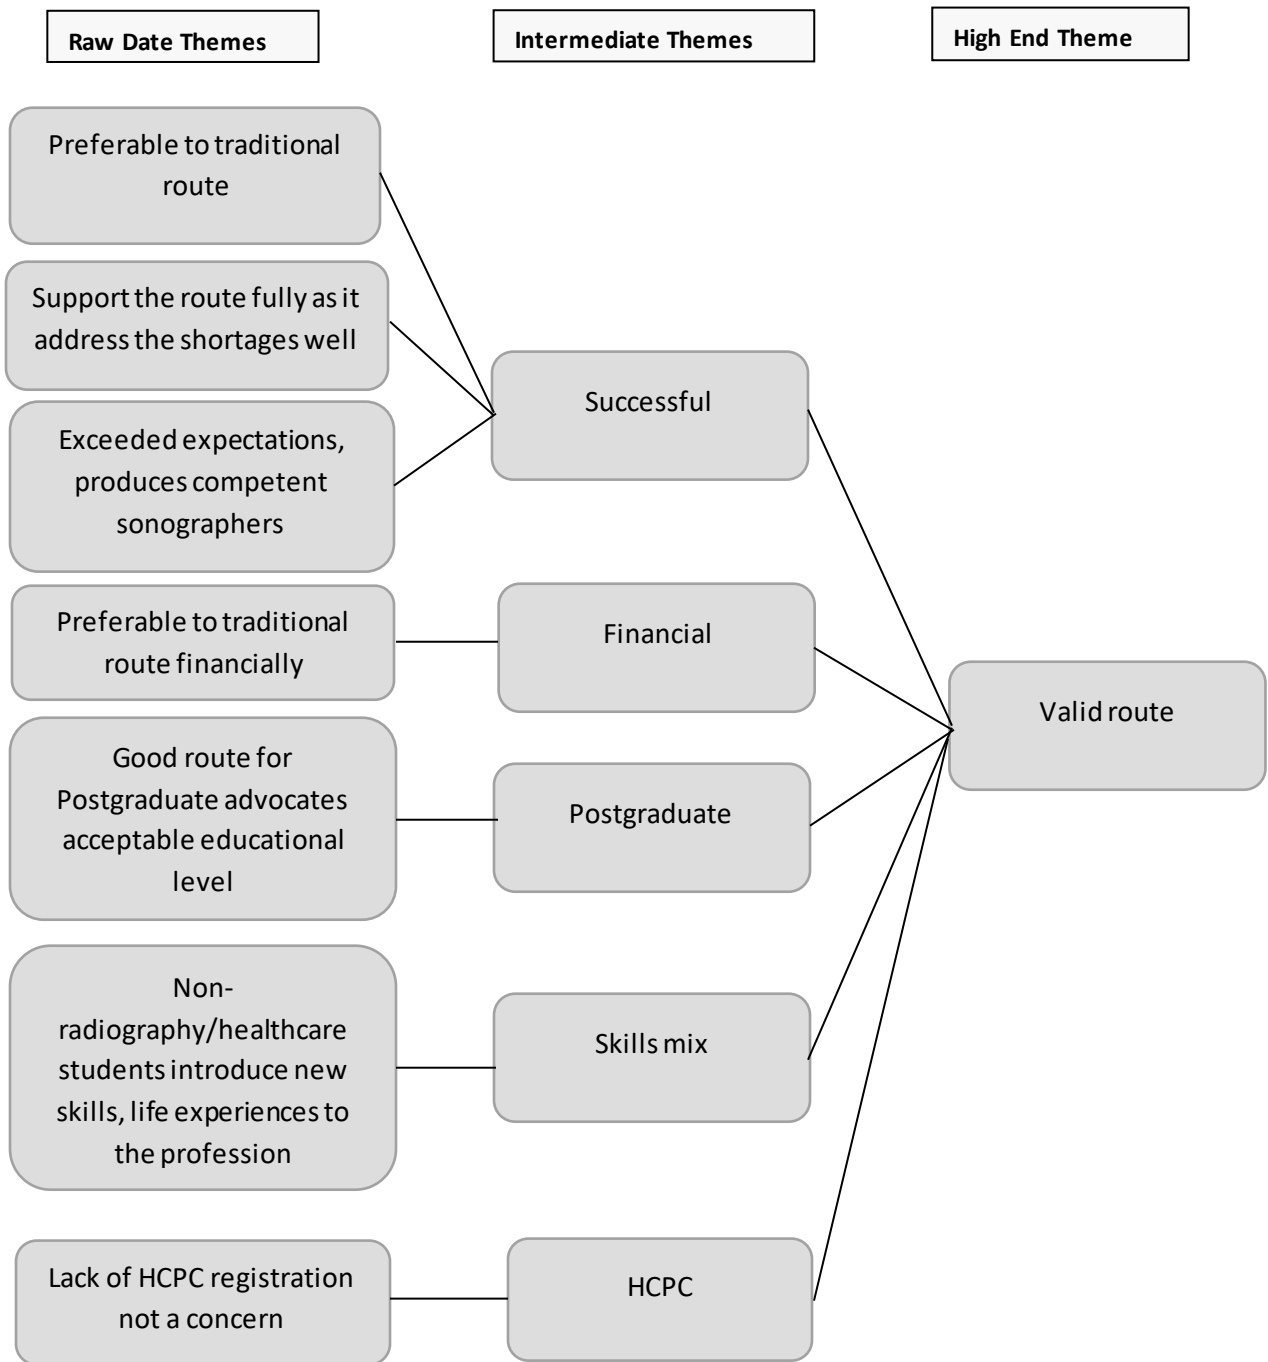 Raw Date Themes
Intermediate Themes
High End Theme
Preferable to traditional
route
Support the route fully as it
address the shortages well
Exceeded expectations,
produces competent
sonographers
Successful
Preferable to traditional
route financially
Financial
Good route for
Postgraduate advocates
acceptable educational
level
Postgraduate
Non-
radiography/healthcare
students introduce new
skills, life experiences to
the profession
Skills mix
Lack of HCPC registration
not a concern
HCPC
Valid route